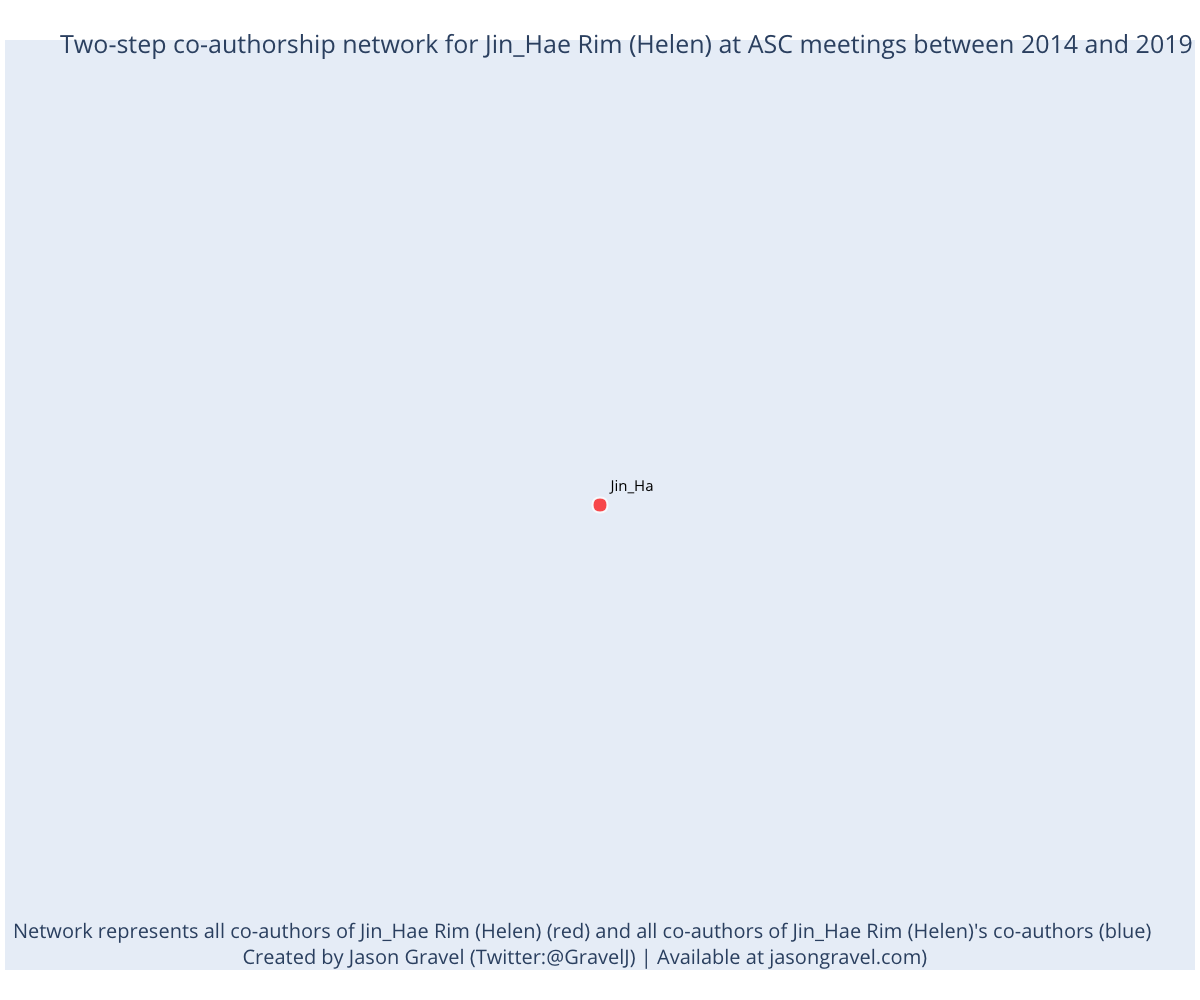 Two-step co-authorship network for Jin_Hae Rim (Helen) at ASC meetings between 2014 and 2019
Jin_Ha
Network represents all co-authors of Jin_Hae Rim (Helen) (red) and all co-authors of Jin_Hae Rim (Helen)'s co-authors (blue)
Created by Jason Gravel (Twitter:@GravelJ) | Available at jasongravel.com)